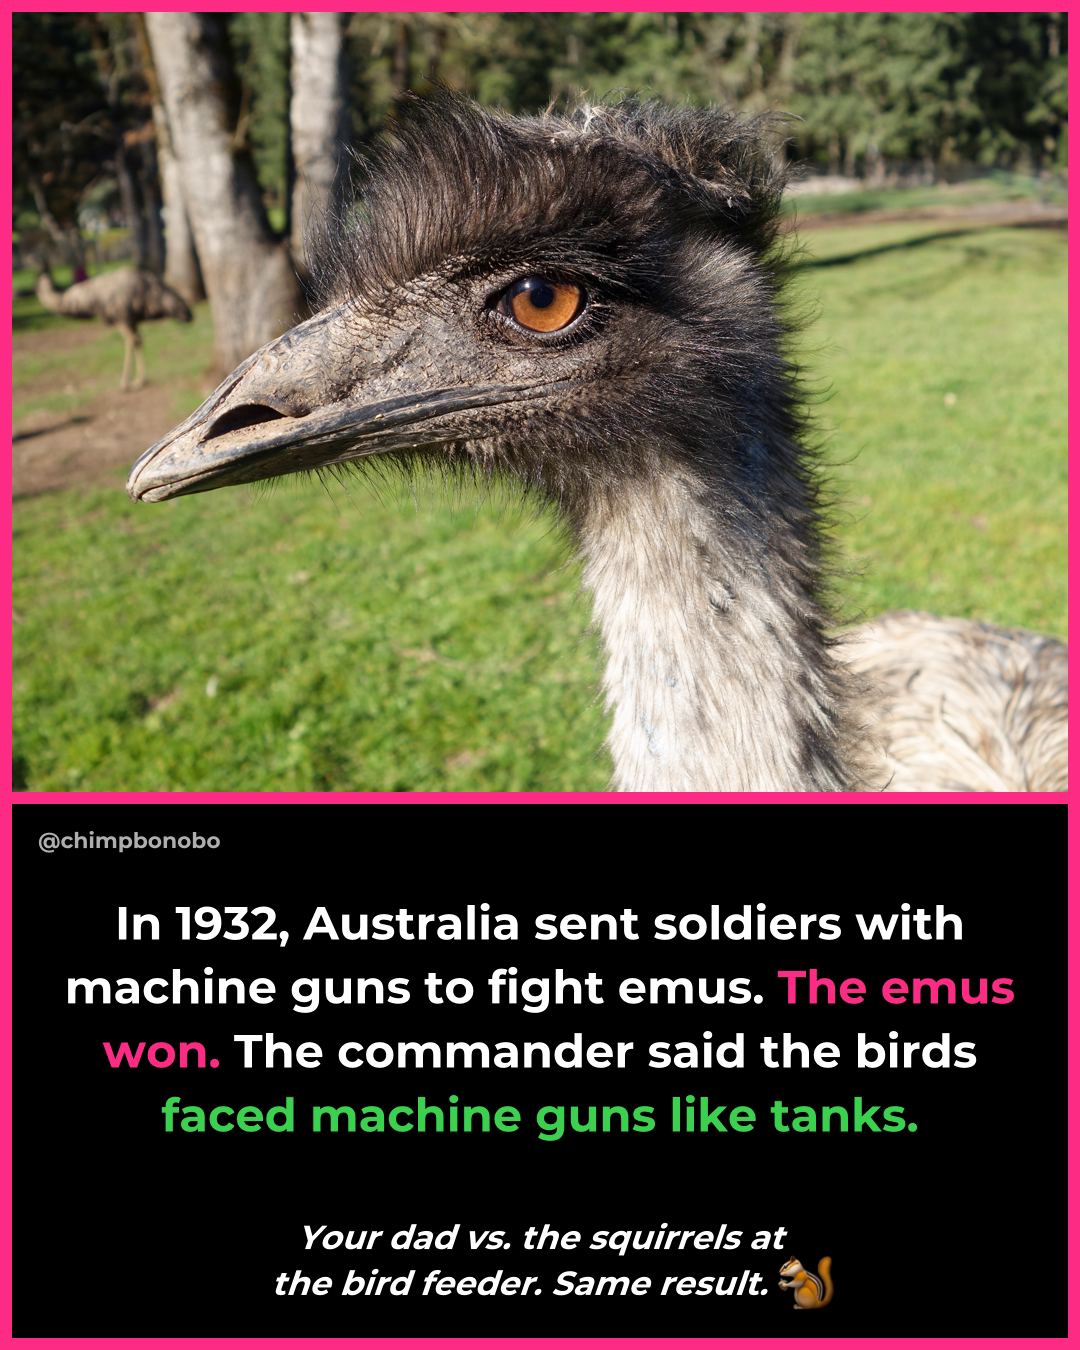 @chimpbonobo
In 1932, Australia sent soldiers with
machine guns to fight emus. The emus
won. The commander said the birds
faced machine guns like tanks.
Your dad vs. the squirrels at
the bird feeder. Same result. 🐿️